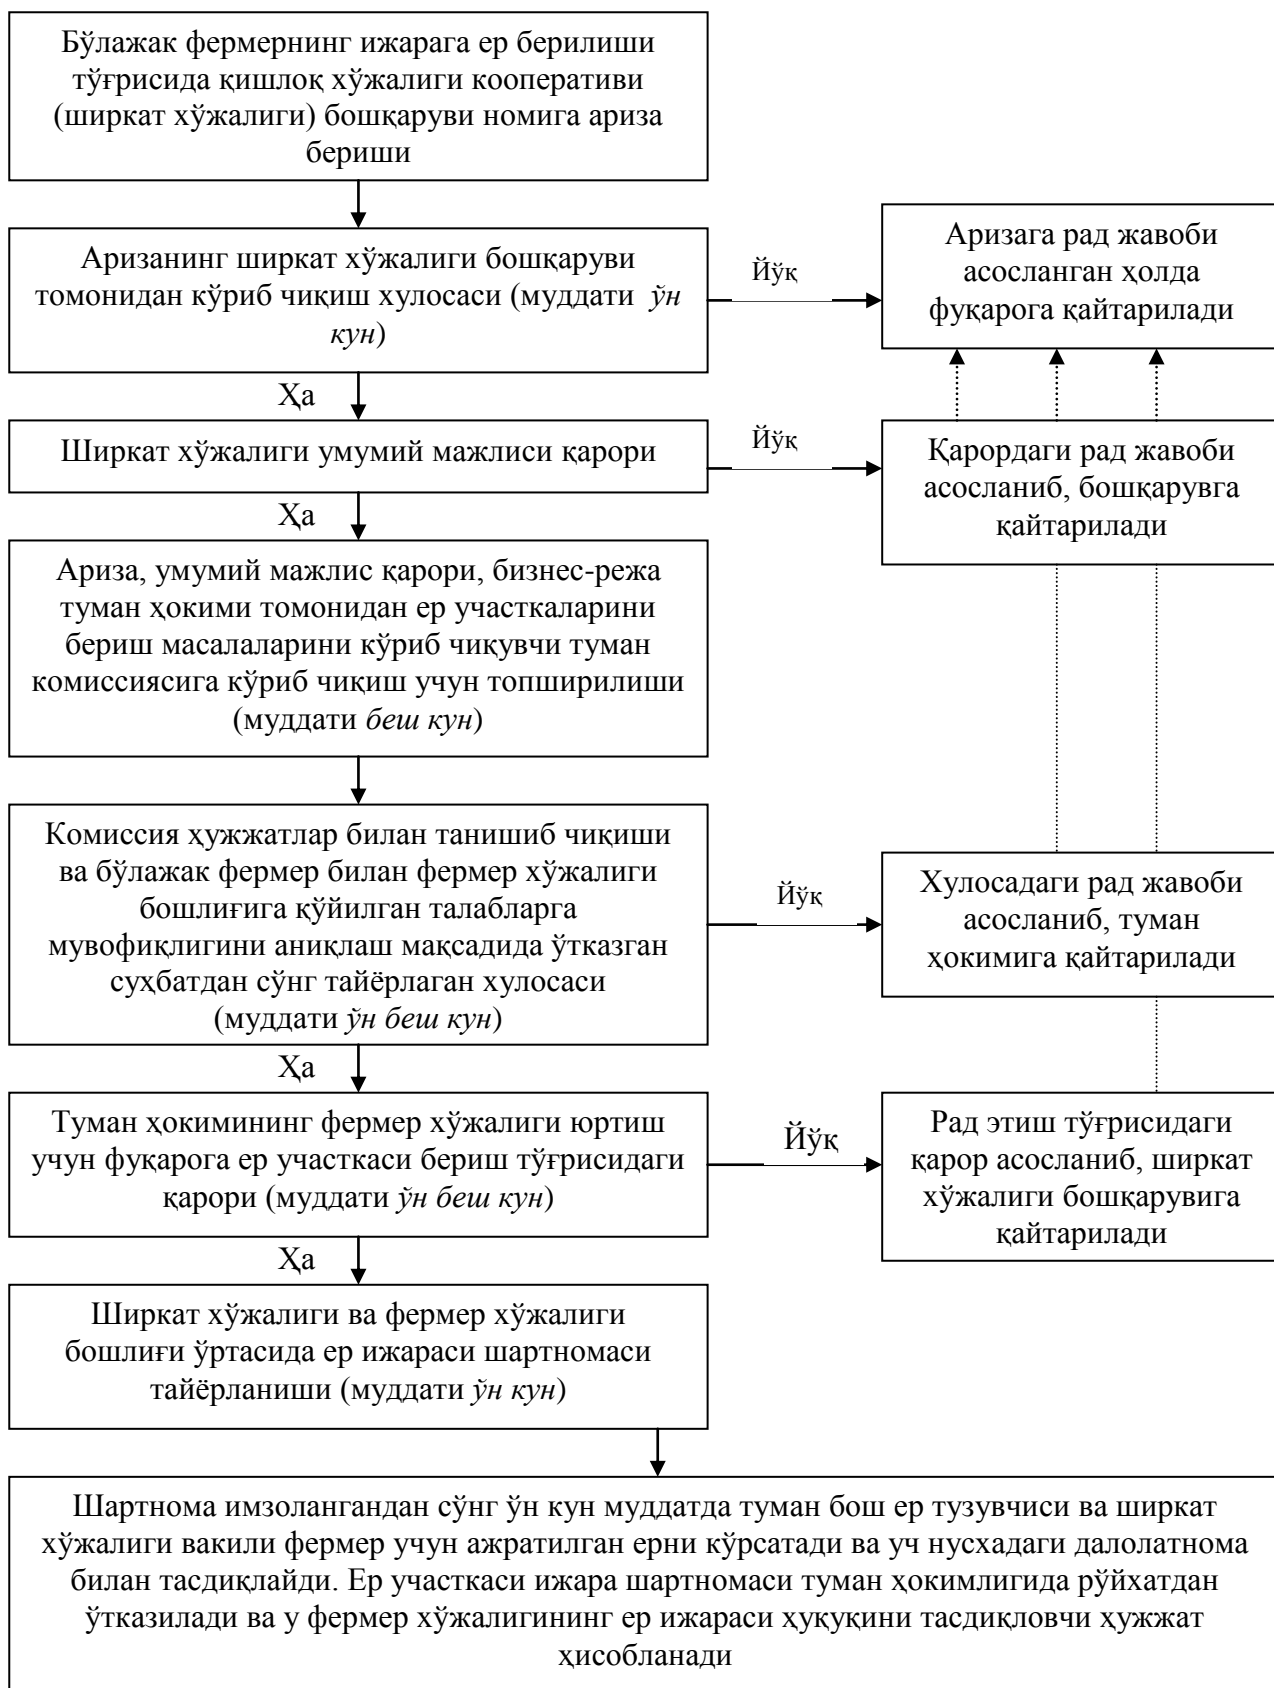 Бўлажак фермернинг ижарага ер берилиши
тўғрисида қишлоқ хўжалиги кооперативи
(ширкат хўжалиги) бошқаруви номига ариза
бериши
Аризанинг ширкат хўжалиги бошқаруви
томонидан кўриб чиқиш хулосаси (муддати ўн
кун)
Йўқ
Аризага рад жавоби
асосланган ҳолда
фуқарога қайтарилади
Ҳа
Ширкат хўжалиги умумий мажлиси қарори
Йўқ
Қарордаги рад жавоби
асосланиб, бошқарувга
қайтарилади
Ҳа
Ариза, умумий мажлис қарори, бизнес-режа
туман ҳокими томонидан ер участкаларини
бериш масалаларини кўриб чиқувчи туман
комиссиясига кўриб чиқиш учун топширилиши
(муддати беш кун)
Комиссия ҳужжатлар билан танишиб чиқиши
ва бўлажак фермер билан фермер хўжалиги
бошлиғига қўйилган талабларга
мувофиқлигини аниқлаш мақсадида ўтказган
суҳбатдан сўнг тайёрлаган хулосаси
(муддати ўн беш кун)
Йўқ
Хулосадаги рад жавоби
асосланиб, туман
ҳокимига қайтарилади
Ҳа
Туман ҳокимининг фермер хўжалиги юртиш
учун фуқарога ер участкаси бериш тўғрисидаги
қарори (муддати ўн беш кун)
Йўқ
Рад этиш тўғрисидаги
қарор асосланиб, ширкат
хўжалиги бошқарувига
қайтарилади
Ҳа
Ширкат хўжалиги ва фермер хўжалиги
бошлиғи ўртасида ер ижараси шартномаси
тайёрланиши (муддати ўн кун)
Шартнома имзолангандан сўнг ўн кун муддатда туман бош ер тузувчиси ва ширкат
хўжалиги вакили фермер учун ажратилган ерни кўрсатади ва уч нусхадаги далолатнома
билан тасдиқлайди. Ер участкаси ижара шартномаси туман ҳокимлигида рўйхатдан
ўтказилади ва у фермер хўжалигининг ер ижараси ҳуқуқини тасдиқловчи ҳужжат
ҳисобланади